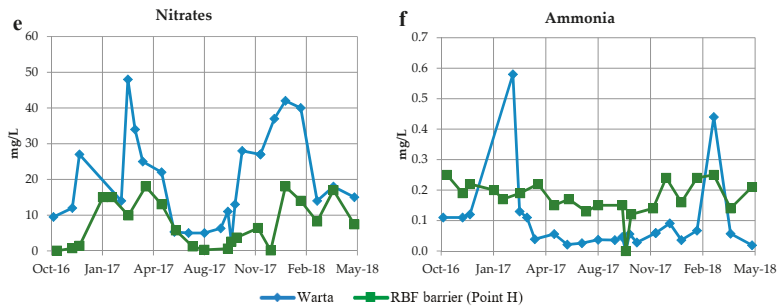 e
Nitrates
60
50
40
30
20
10
0
mg/L
Oct-16 Jan-17 Apr-17 Aug-17 Nov-17 Feb-18 May-18
f
Ammonia
0.7
0.6
0.5
0.4
0.3
0.2
0.1
0.0
mg/L
Oct-16 Jan-17 Apr-17 Aug-17 Nov-17 Feb-18 May-18
Warta RBF barrier (Point H)